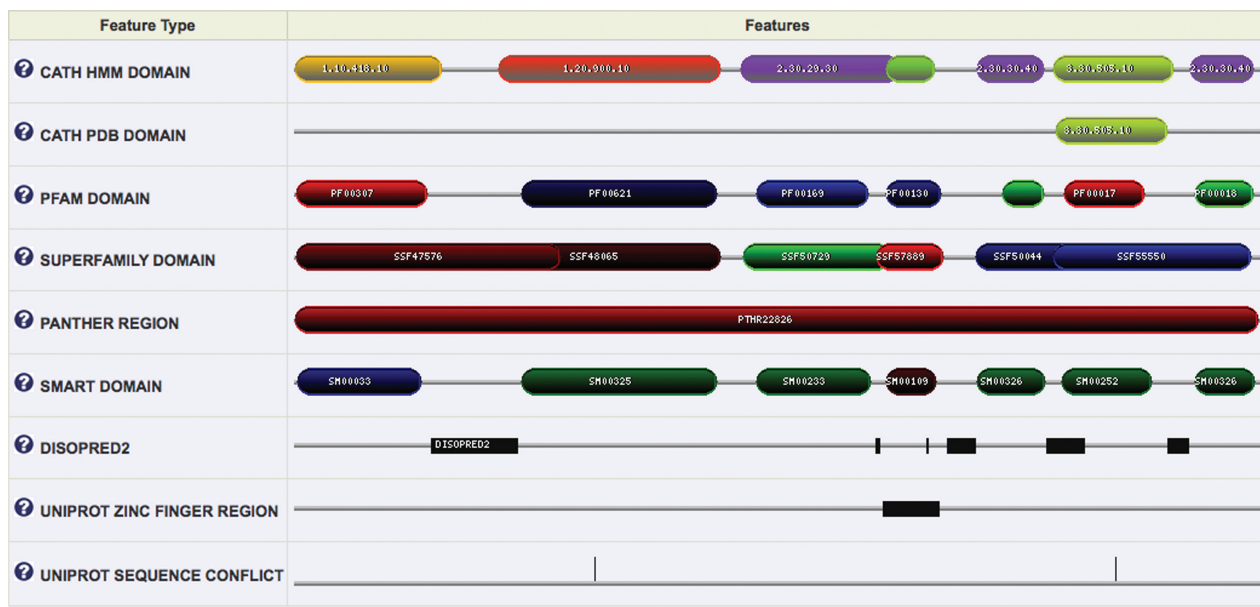 Feature Type Features
? CATH HMM DOMAIN 1.10.418.10 1.20.900.10 2.30.29.30 2.30.30.40 3.30.505.10 2.30.30.40
? CATH PDB DOMAIN 3.30.505.10
? PFAM DOMAIN PF00307 PF00621 PF00169 PF00130 PF00017 PF00018
? SUPERFAMILY DOMAIN SSF47576 SSF48065 SSF50729 SSF57889 SSF50044 SSF55550
? PANTHER REGION PTHR22826
? SMART DOMAIN SM00033 SM00325 SM00233 SM00109 SM00326 SM00252 SM00326
? DISOPRED2 DISOPRED2
? UNIPROT ZINC FINGER REGION
? UNIPROT SEQUENCE CONFLICT